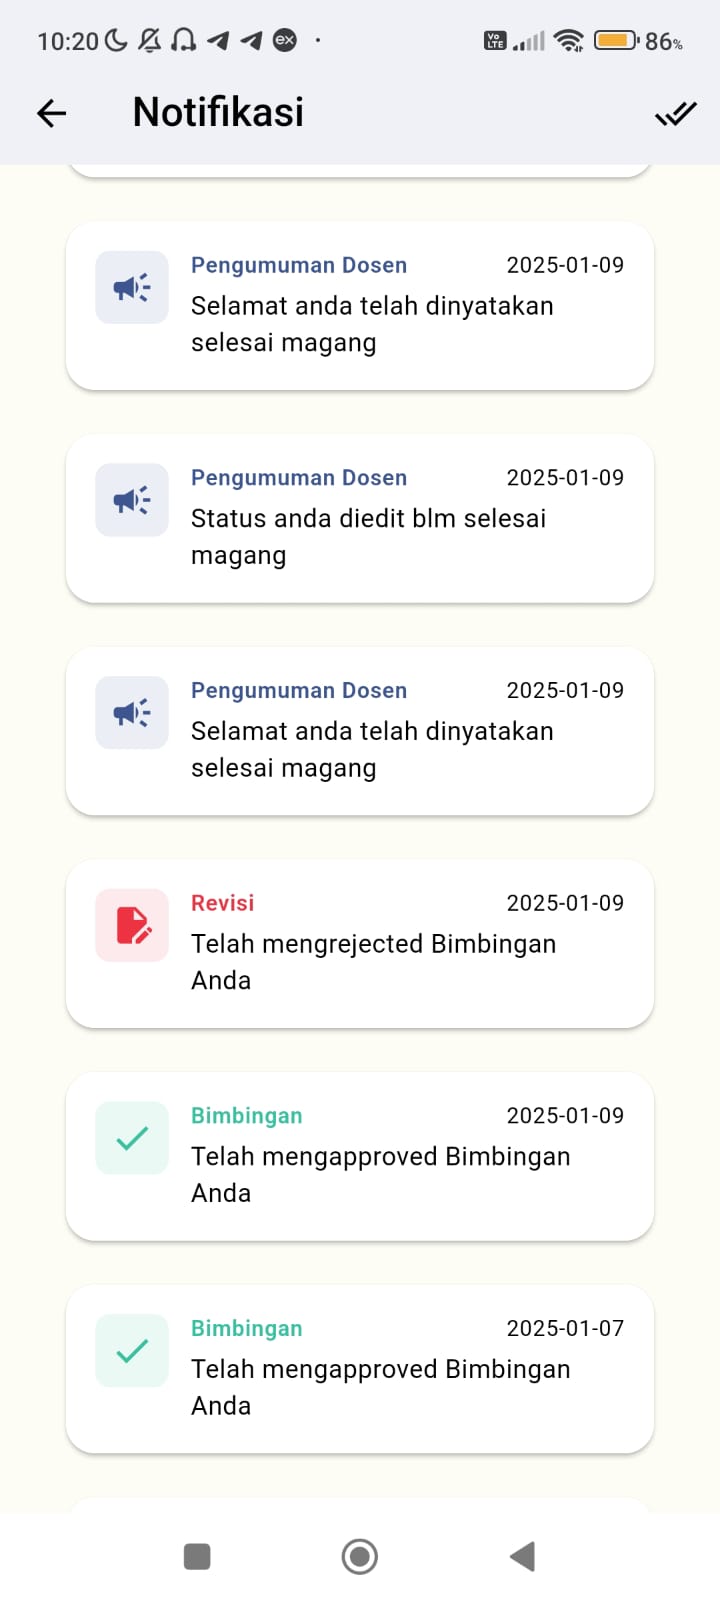 10:20 ex Vo LTE 86%
Notifikasi
Pengumuman Dosen 2025-01-09
Selamat anda telah dinyatakan
selesai magang
Pengumuman Dosen 2025-01-09
Status anda diedit blm selesai
magang
Pengumuman Dosen 2025-01-09
Selamat anda telah dinyatakan
selesai magang
Revisi 2025-01-09
Telah mengrejected Bimbingan
Anda
Bimbingan 2025-01-09
Telah mengapproved Bimbingan
Anda
Bimbingan 2025-01-07
Telah mengapproved Bimbingan
Anda